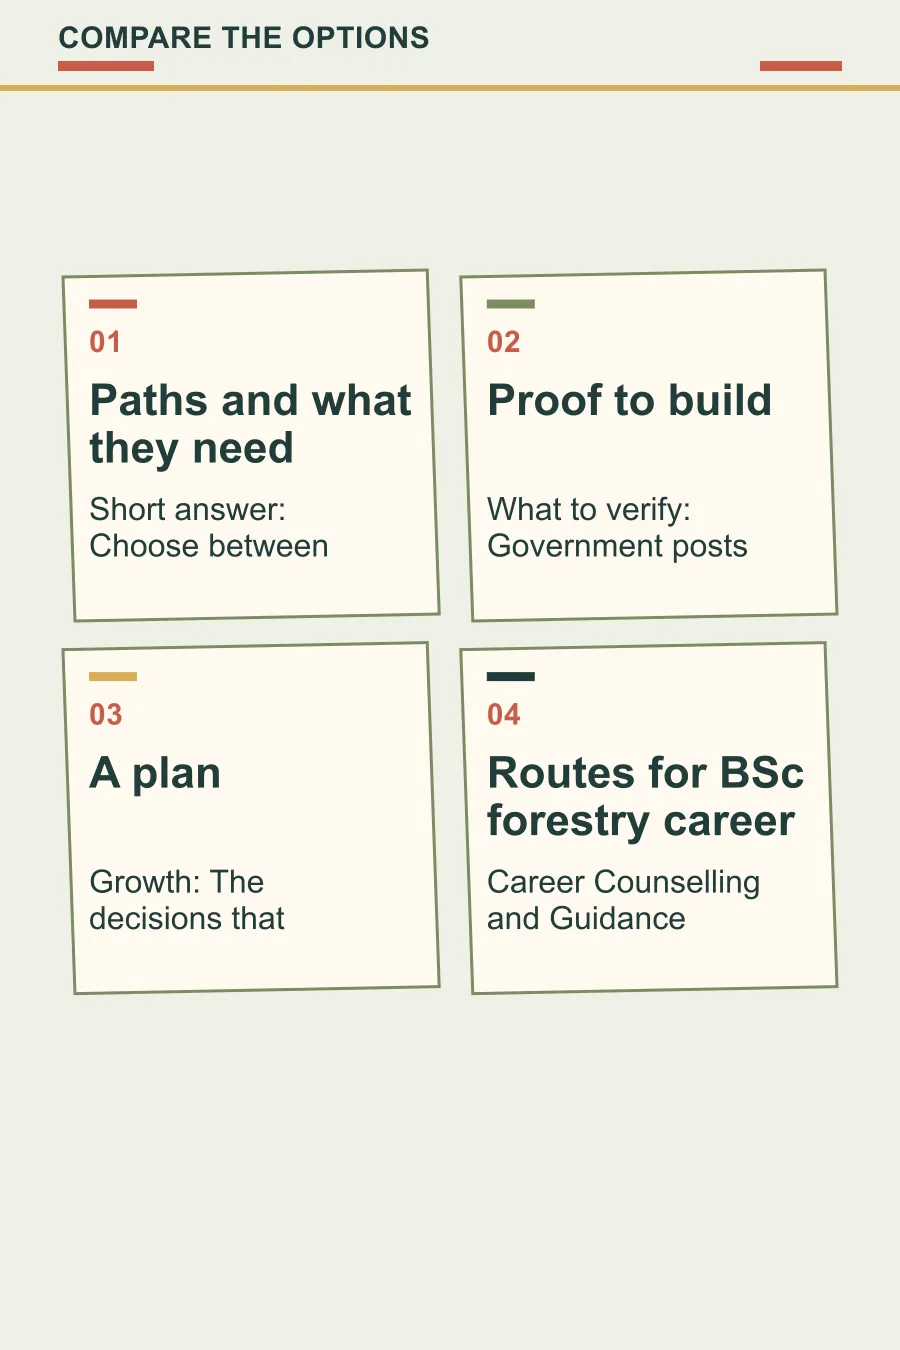 COMPARE THE OPTIONS
01
Paths and what
they need
Short answer:
Choose between
02
Proof to build
What to verify:
Government posts
03
A plan
Growth: The
decisions that
04
Routes for BSc
forestry career
Career Counselling
and Guidance